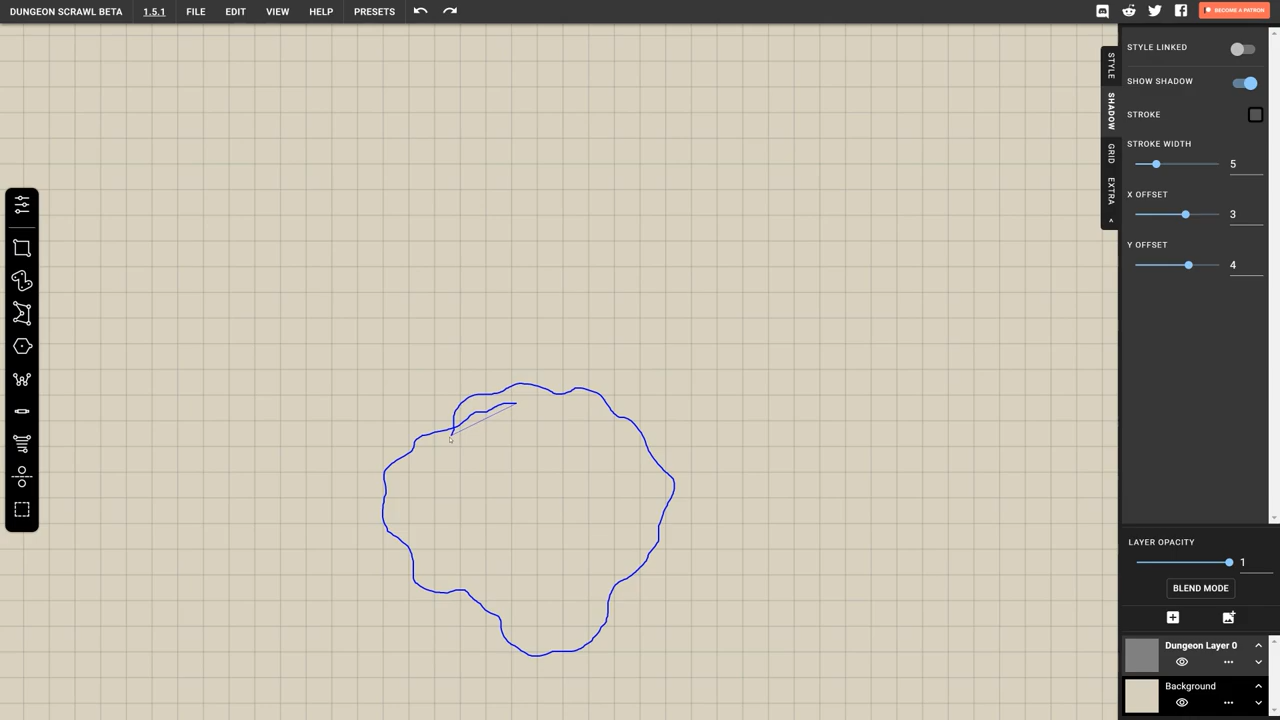 DUNGEON SCRAWL BETA 1.5.1 FILE EDIT VIEW HELP PRESETS BECOME A PATRON
STYLE
SHADOW
GRID
EXTRA
STYLE LINKED
SHOW SHADOW
STROKE
STROKE WIDTH
5
X OFFSET
3
Y OFFSET
4
LAYER OPACITY
1
BLEND MODE
Dungeon Layer 0
Background